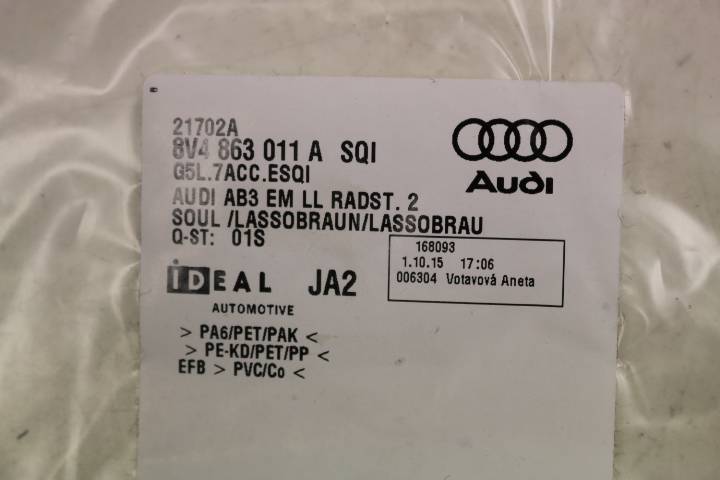 21702A
8V4 863 011 A SQI
G5L.7ACC.ESQI
AUDI AB3 EM LL RADST. 2
SOUL /LASSOBRAUN/LASSOBRAU
Q-ST: 01S
Audi
168093
1.10.15 17:06
006304 Votavová Aneta
IDEAL JA2
AUTOMOTIVE
> PA6/PET/PAK <
> PE-KD/PET/PP <
EFB > PVC/Co <